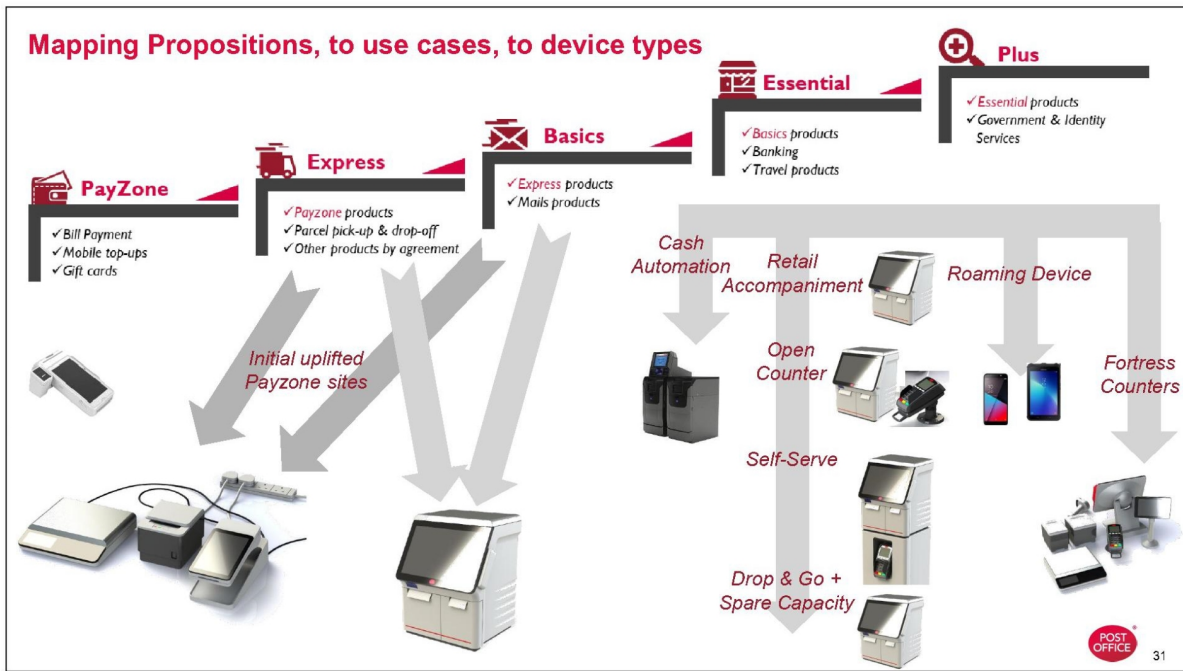 Mapping Propositions, to use cases, to device types
PayZone
✓Bill Payment
✓Mobile top-ups
✓Gift cards
Express
✓Payzone products
✓Parcel pick-up & drop-off
✓Other products by agreement
Basics
✓Express products
✓Mails products
Essential
✓Basics products
✓Banking
✓Travel products
Plus
✓Essential products
✓Government & Identity
Services
Initial uplifted
Payzone sites
Cash
Automation
Retail
Accompaniment
Open
Counter
Self-Serve
Drop & Go +
Spare Capacity
Roaming Device
Fortress
Counters
POST
OFFICE
®
31